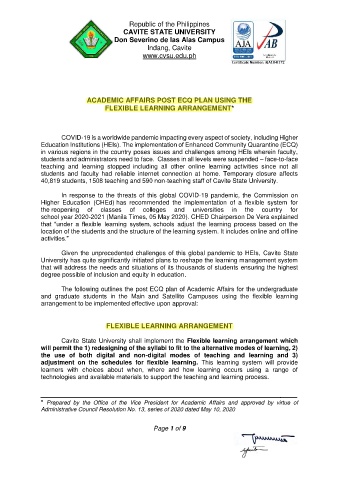 Republic of the Philippines
CAVITE STATE UNIVERSITY
Don Severino de las Alas Campus
Indang, Cavite
www.cvsu.edu.ph
AJA
PAB
ACADEMIC AFFAIRS POST ECQ PLAN USING THE
FLEXIBLE LEARNING ARRANGEMENT*
COVID-19 is a worldwide pandemic impacting every aspect of society, including Higher
Education Institutions (HEIs). The implementation of Enhanced Community Quarantine (ECQ)
in various regions in the country poses issues and challenges among HEIs wherein faculty,
students and administrators need to face. Classes in all levels were suspended – face-to-face
teaching and learning stopped including all other online learning activities since not all
students and faculty had reliable internet connection at home. Temporary closure affects
40,819 students, 1508 teaching and 590 non teaching staff of Cavite State University.
In response to the threats of this global COVID-19 pandemic, the Commission on
Higher Education (CHEd) has recommended the implementation of a flexible system for
the reopening of classes of colleges and universities in the country for
school year 2020-2021 (Manila Times, 05 May 2020). CHED Chairperson De Vera explained
that "under a flexible learning system, schools adjust the learning process based on the
location of the students and the structure of the learning system. It includes online and offline
activities."
Given the unprecedented challenges of this global pandemic to HEIs, Cavite State
University has quite significantly initiated plans to reshape the learning management system
that will address the needs and situations of its thousands of students ensuring the highest
degree possible of inclusion and equity in education.
The following outlines the post ECQ plan of Academic Affairs for the undergraduate
and graduate students in the Main and Satellite Campuses using the flexible learning
arrangement to be implemented effective upon approval:
FLEXIBLE LEARNING ARRANGEMENT
Cavite State University shall implement the Flexible learning arrangement which
will permit the 1) redesigning of the syllabi to fit to the alternative modes of learning, 2)
the use of both digital and non-digital modes of teaching and learning and 3)
adjustment on the schedules for flexible learning. This learning system will provide
learners with choices about when, where and how learning occurs using a range of
technologies and available materials to support the teaching and learning process.
* Prepared by the Office of the Vice President for Academic Affairs and approved by virtue of
Administrative Council Resolution No. 13, series of 2020 dated May 10, 2020
Page 1 of 9